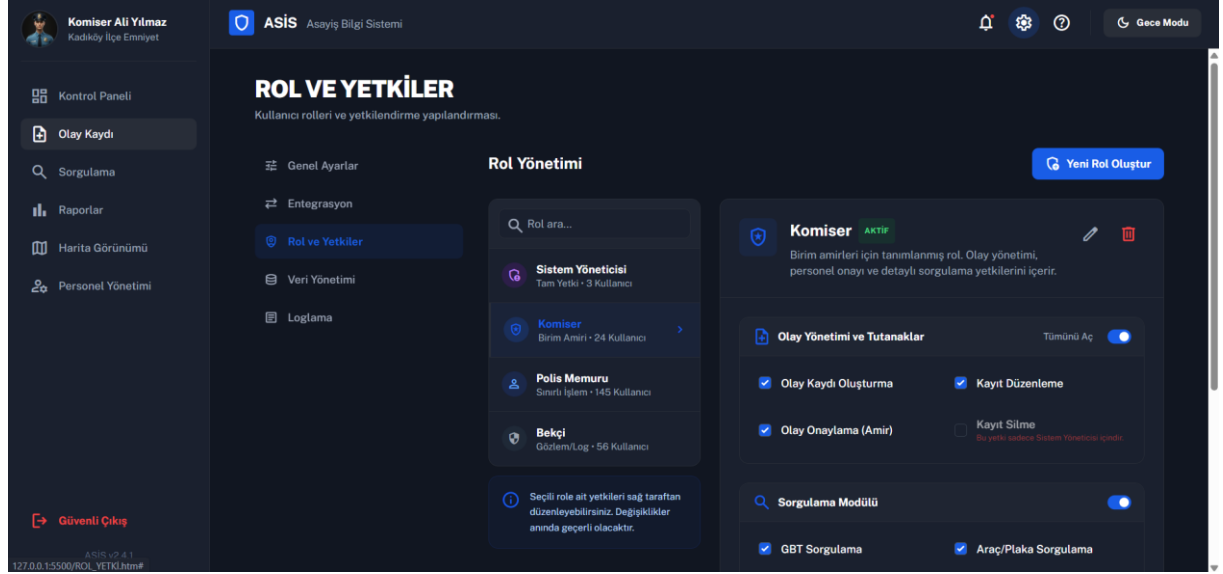 Komiser Ali Yılmaz
Kadıköy İlçe Emniyet
Kontrol Paneli
Olay Kaydı
Sorgulama
Raporlar
Harita Görünümü
Personel Yönetimi
Güvenli Çıkış
ASİS v2.4.1
127.0.0.1:5500/ROL_YETKİ.htm#
ASİS Asayiş Bilgi Sistemi
Gece Modu
ROL VE YETKİLER
Kullanıcı rolleri ve yetkilendirme yapılandırması.
Genel Ayarlar
Entegrasyon
Rol ve Yetkiler
Veri Yönetimi
Loglama
Rol Yönetimi
Yeni Rol Oluştur
Rol ara...
Sistem Yöneticisi
Tam Yetki • 3 Kullanıcı
Komiser
Birim Amiri • 24 Kullanıcı
Polis Memuru
Sınırlı İşlem • 145 Kullanıcı
Bekçi
Gözlem/Log • 56 Kullanıcı
Seçili role ait yetkileri sağ taraftan
düzenleyebilirsiniz. Değişiklikler
anında geçerli olacaktır.
Komiser AKTİF
Birim amirleri için tanımlanmış rol. Olay yönetimi,
personel onayı ve detaylı sorgulama yetkilerini içerir.
Olay Yönetimi ve Tutanaklar Tümünü Aç
Olay Kaydı Oluşturma Kayıt Düzenleme
Olay Onaylama (Amir) Kayıt Silme
Bu yetki sadece Sistem Yöneticisi içindir.
Sorgulama Modülü
GBT Sorgulama Araç/Plaka Sorgulama